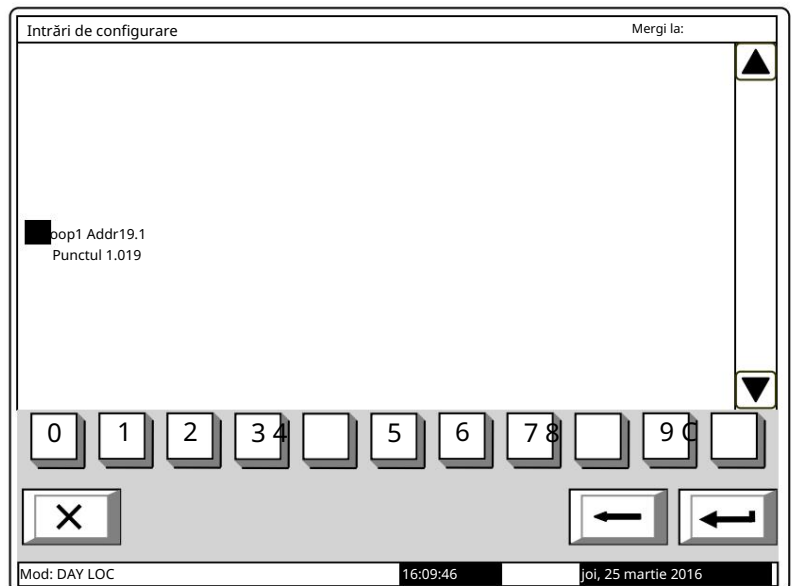 Intrări de configurare
Mergi la:
oop1 Addr19.1
Punctul 1.019
0 1 2 3 4 5 6 7 8 9 C
Mod: DAY LOC 16:09:46 joi, 25 martie 2016